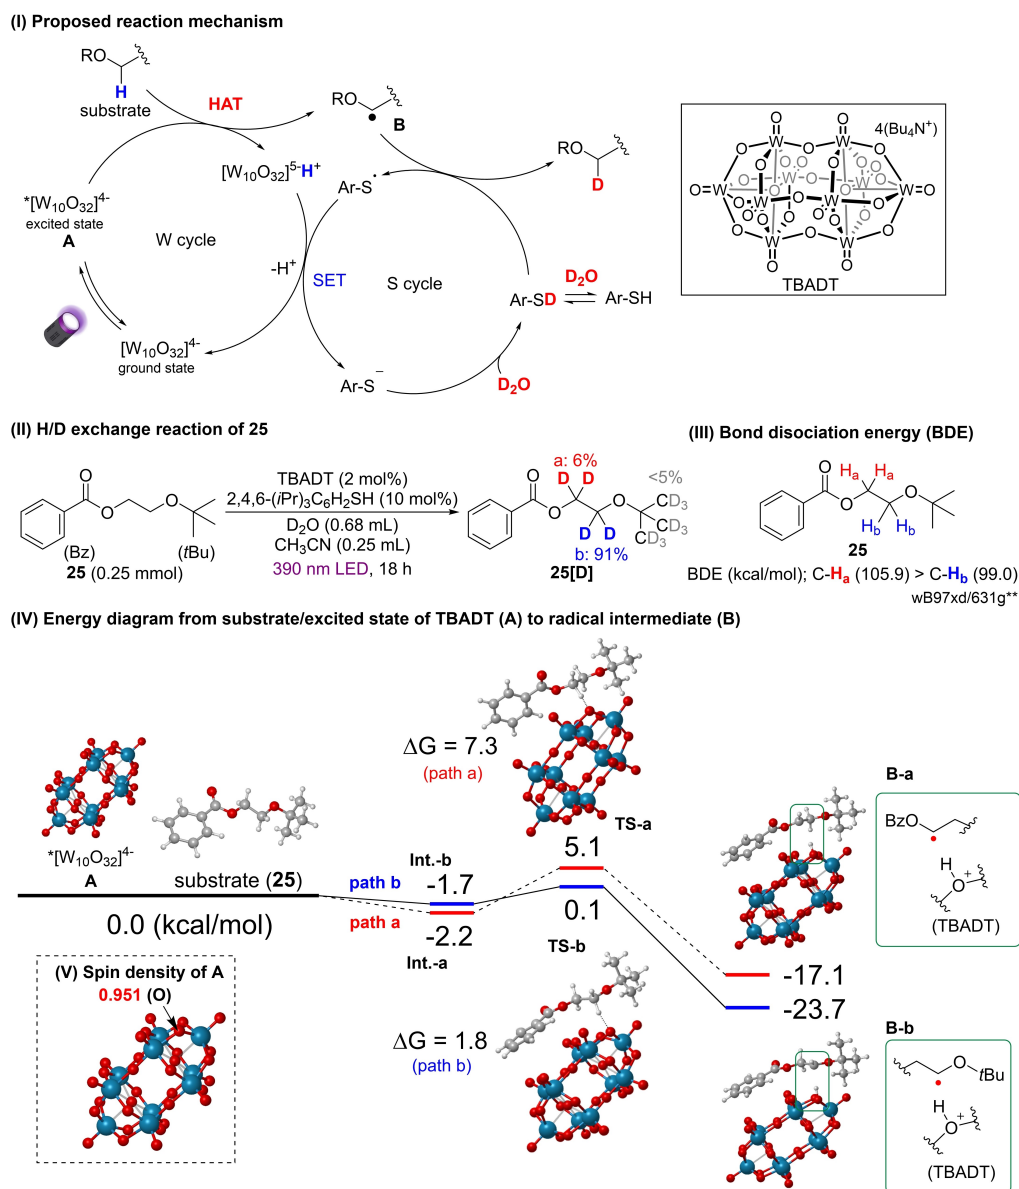 (I) Proposed reaction mechanism
RO
H
substrate
HAT
RO
B
[W10O32]5-H+
Ar-S·
RO
D
*[W10O32]4-
excited state
A
W cycle
-H+
SET
S cycle
D2O
Ar-SD
Ar-SH
[W10O32]4-
ground state
Ar-S–
D2O
4(Bu4N+)
O O
W O W
O O O O O O
O=W W O W W=O
O W O W O
O O O O O O
W O W
O O
TBADT
(II) H/D exchange reaction of 25
O
O
O
(Bz)
(tBu)
25 (0.25 mmol)
TBADT (2 mol%)
2,4,6-(iPr)3C6H2SH (10 mol%)
D2O (0.68 mL)
CH3CN (0.25 mL)
390 nm LED, 18 h
a: 6%
<5%
O D D
O O CD3
D D CD3
CD3
b: 91%
25[D]
(III) Bond disociation energy (BDE)
O Ha Ha
O O
Hb Hb
25
BDE (kcal/mol); C-Ha (105.9) > C-Hb (99.0)
wB97xd/631g**
(IV) Energy diagram from substrate/excited state of TBADT (A) to radical intermediate (B)
ΔG = 7.3
(path a)
TS-a
5.1
*[W10O32]4-
A
substrate (25)
0.0 (kcal/mol)
path b
path a
Int.-b
-1.7
-2.2
Int.-a
0.1
TS-b
ΔG = 1.8
(path b)
-17.1
-23.7
B-a
BzO
H
O+
(TBADT)
B-b
O
tBu
H
O+
(TBADT)
(V) Spin density of A
0.951 (O)